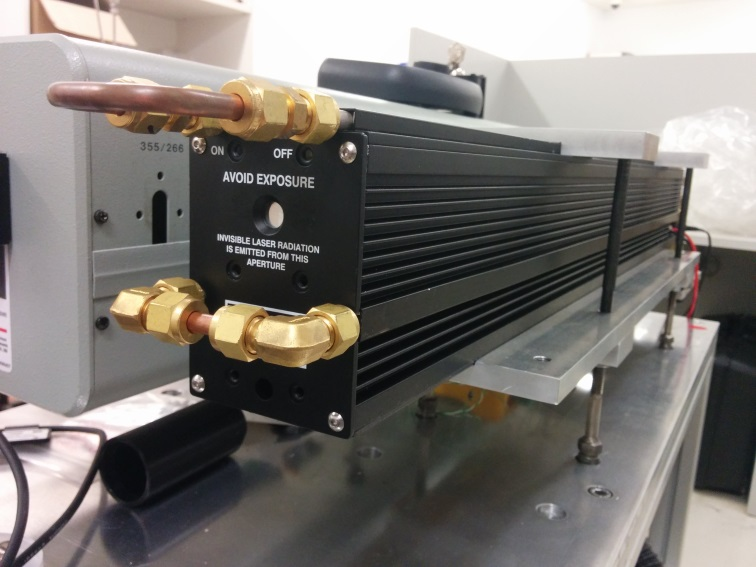 355/266
ON OFF
AVOID EXPOSURE
INVISIBLE LASER RADIATION
IS EMITTED FROM THIS
APERTURE